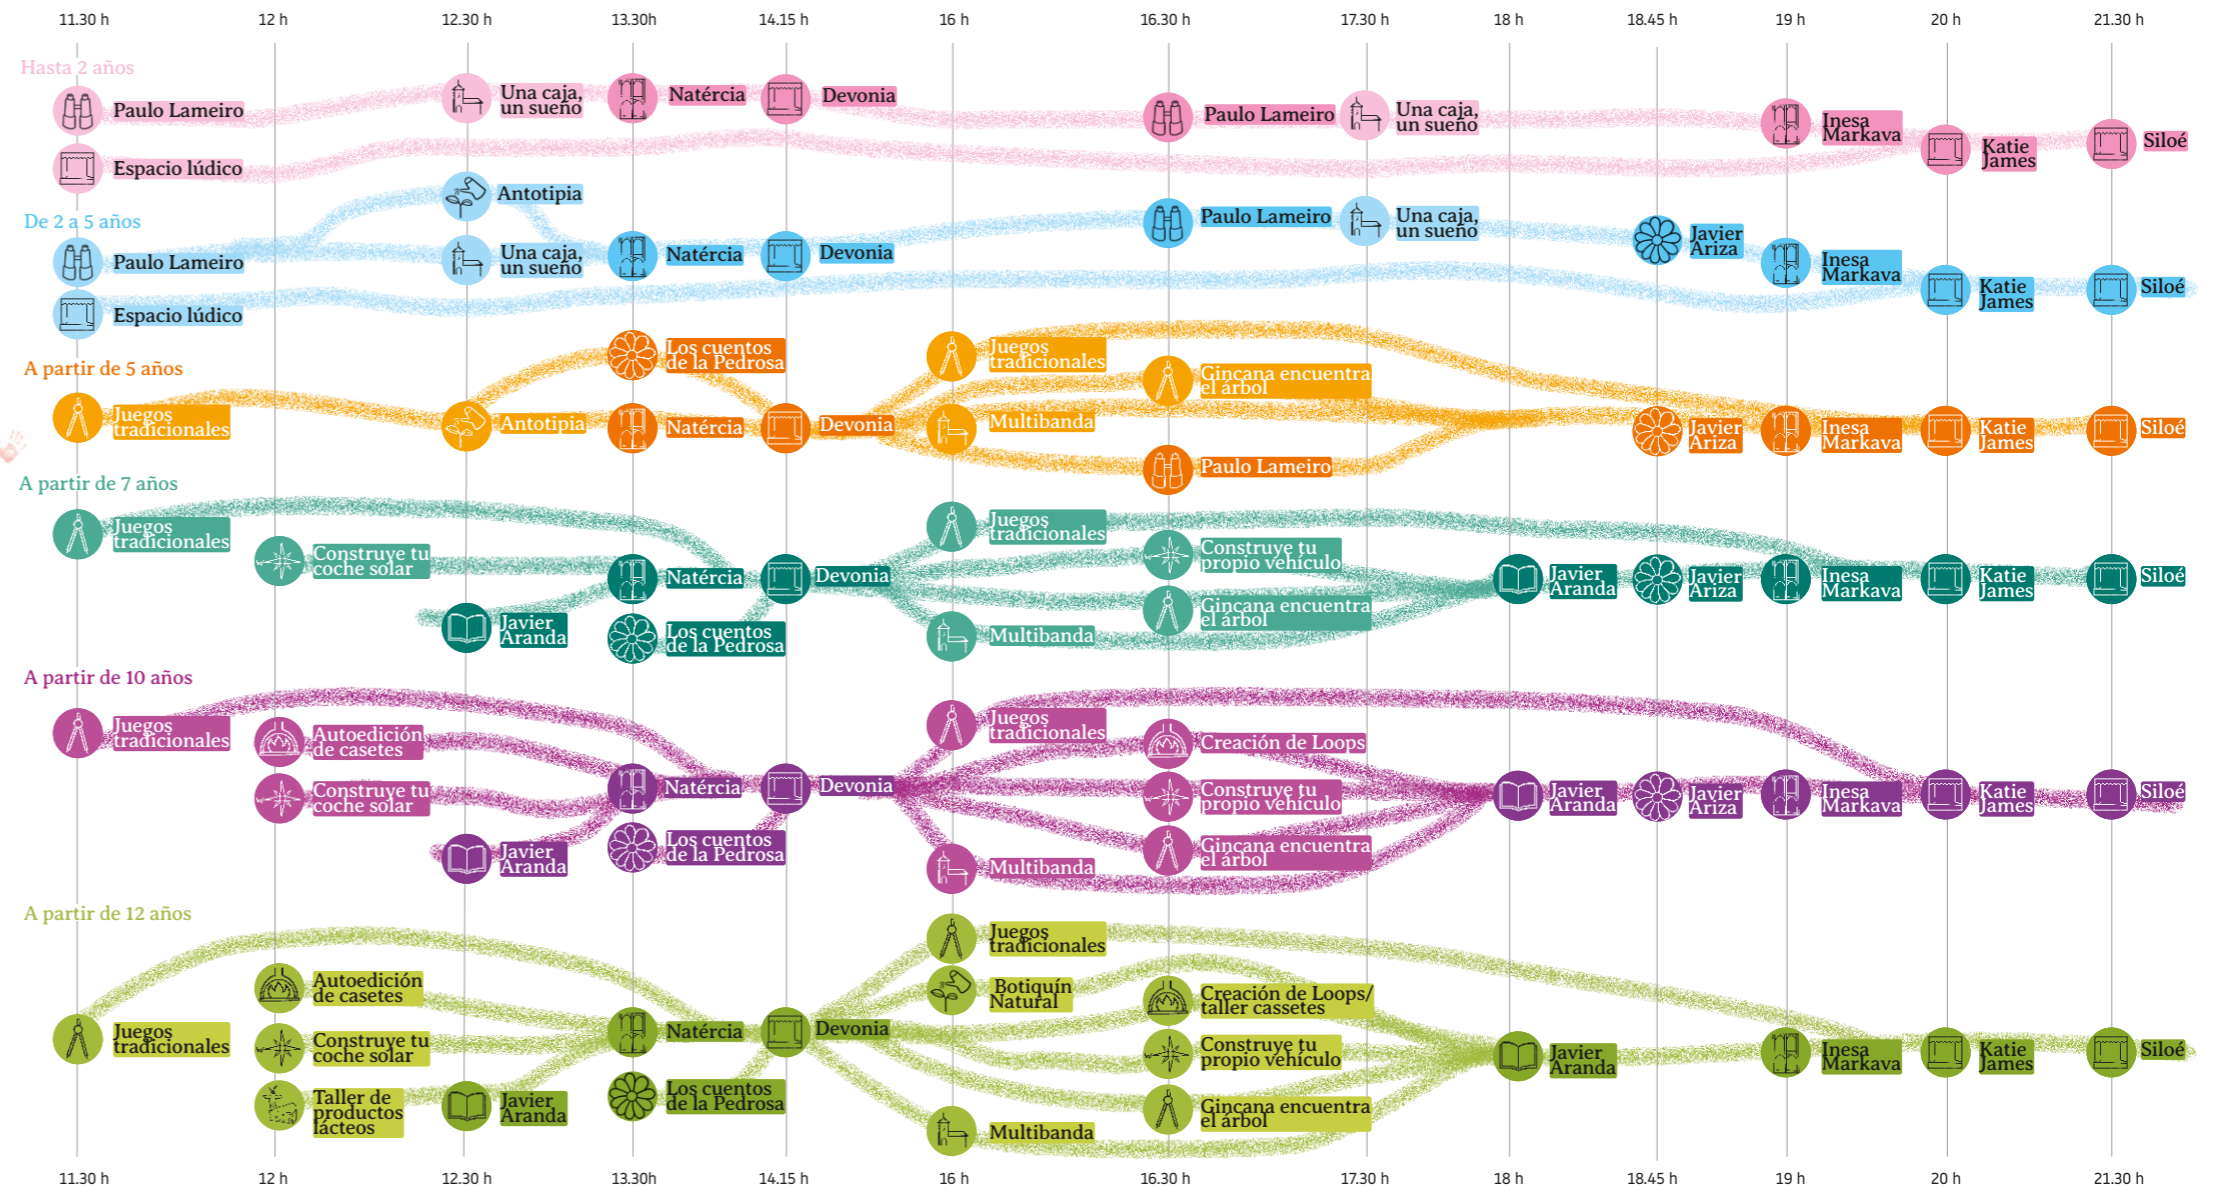 11.30 h
12 h
12.30 h
13.30h
14.15 h
16 h
16.30 h
17.30 h
18 h
18.45 h
19 h
20 h
21.30 h
Hasta 2 años
Paulo Lameiro
Una caja,
un sueño
Natércia
Devonia
Paulo Lameiro
Una caja,
un sueño
Inesa
Markava
Katie
James
Siloé
Espacio lúdico
De 2 a 5 años
Antotipia
Paulo Lameiro
Una caja,
un sueño
Natércia
Devonia
Paulo Lameiro
Una caja,
un sueño
Javier
Ariza
Inesa
Markava
Katie
James
Siloé
Espacio lúdico
A partir de 5 años
Juegos
tradicionales
Antotipia
Los cuentos
de la Pedrosa
Natércia
Devonia
Juegos
tradicionales
Gincana encuentra
el árbol
Multibanda
Paulo Lameiro
Javier
Ariza
Inesa
Markava
Katie
James
Siloé
A partir de 7 años
Juegos
tradicionales
Construye tu
coche solar
Javier
Aranda
Natércia
Los cuentos
de la Pedrosa
Devonia
Juegos
tradicionales
Construye tu
propio vehículo
Gincana encuentra
el árbol
Multibanda
Javier
Aranda
Javier
Ariza
Inesa
Markava
Katie
James
Siloé
A partir de 10 años
Juegos
tradicionales
Autoedición
de casetes
Construye tu
coche solar
Javier
Aranda
Natércia
Los cuentos
de la Pedrosa
Devonia
Juegos
tradicionales
Creación de Loops
Construye tu
propio vehículo
Gincana encuentra
el árbol
Multibanda
Javier
Aranda
Javier
Ariza
Inesa
Markava
Katie
James
Siloé
A partir de 12 años
Juegos
tradicionales
Autoedición
de casetes
Construye tu
coche solar
Taller de
productos
lácteos
Javier
Aranda
Natércia
Los cuentos
de la Pedrosa
Devonia
Juegos
tradicionales
Botiquín
Natural
Creación de Loops/
taller cassetes
Construye tu
propio vehículo
Gincana encuentra
el árbol
Multibanda
Javier
Aranda
Inesa
Markava
Katie
James
Siloé
11.30 h
12 h
12.30 h
13.30h
14.15 h
16 h
16.30 h
17.30 h
18 h
18.45 h
19 h
20 h
21.30 h